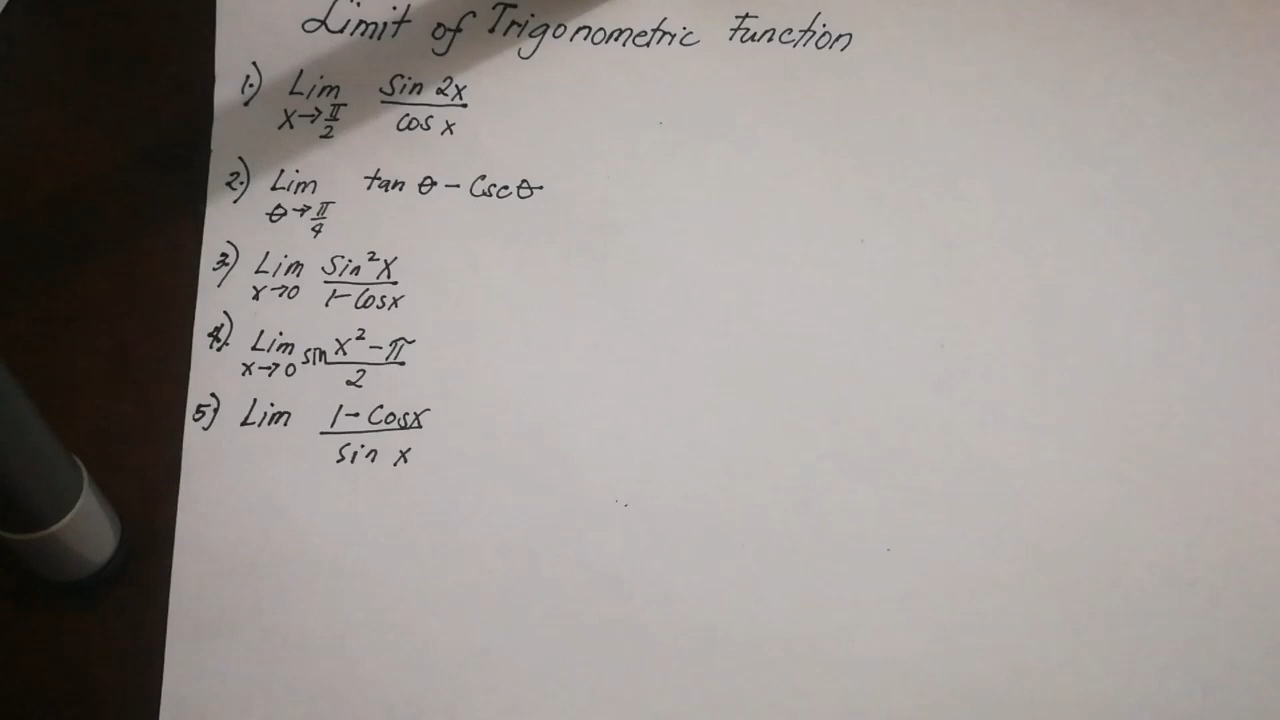 Limit of Trigonometric Function
1.) Lim x→π/2 Sin 2x / cos x
2.) Lim θ→π/4 tan θ - Csc θ
3.) Lim x→0 Sin²x / 1-Cosx
4.) Lim x→0 sin x²-π / 2
5.) Lim 1-Cosx / sin x